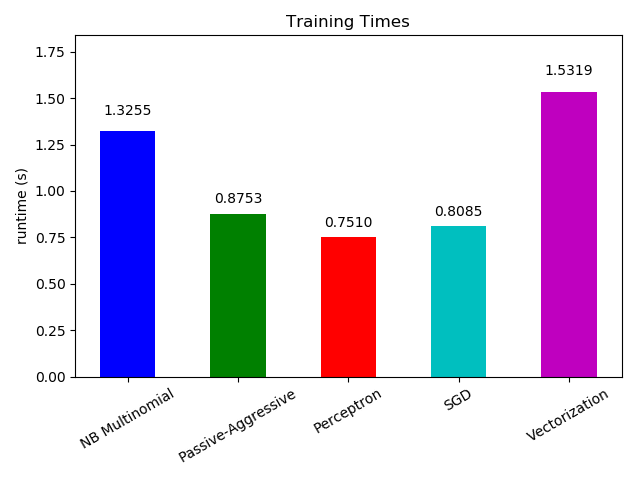 Training Times
runtime (s)
1.75
1.50
1.25
1.00
0.75
0.50
0.25
0.00
1.3255
0.8753
0.7510
0.8085
1.5319
NB Multinomial
Passive-Aggressive
Perceptron
SGD
Vectorization